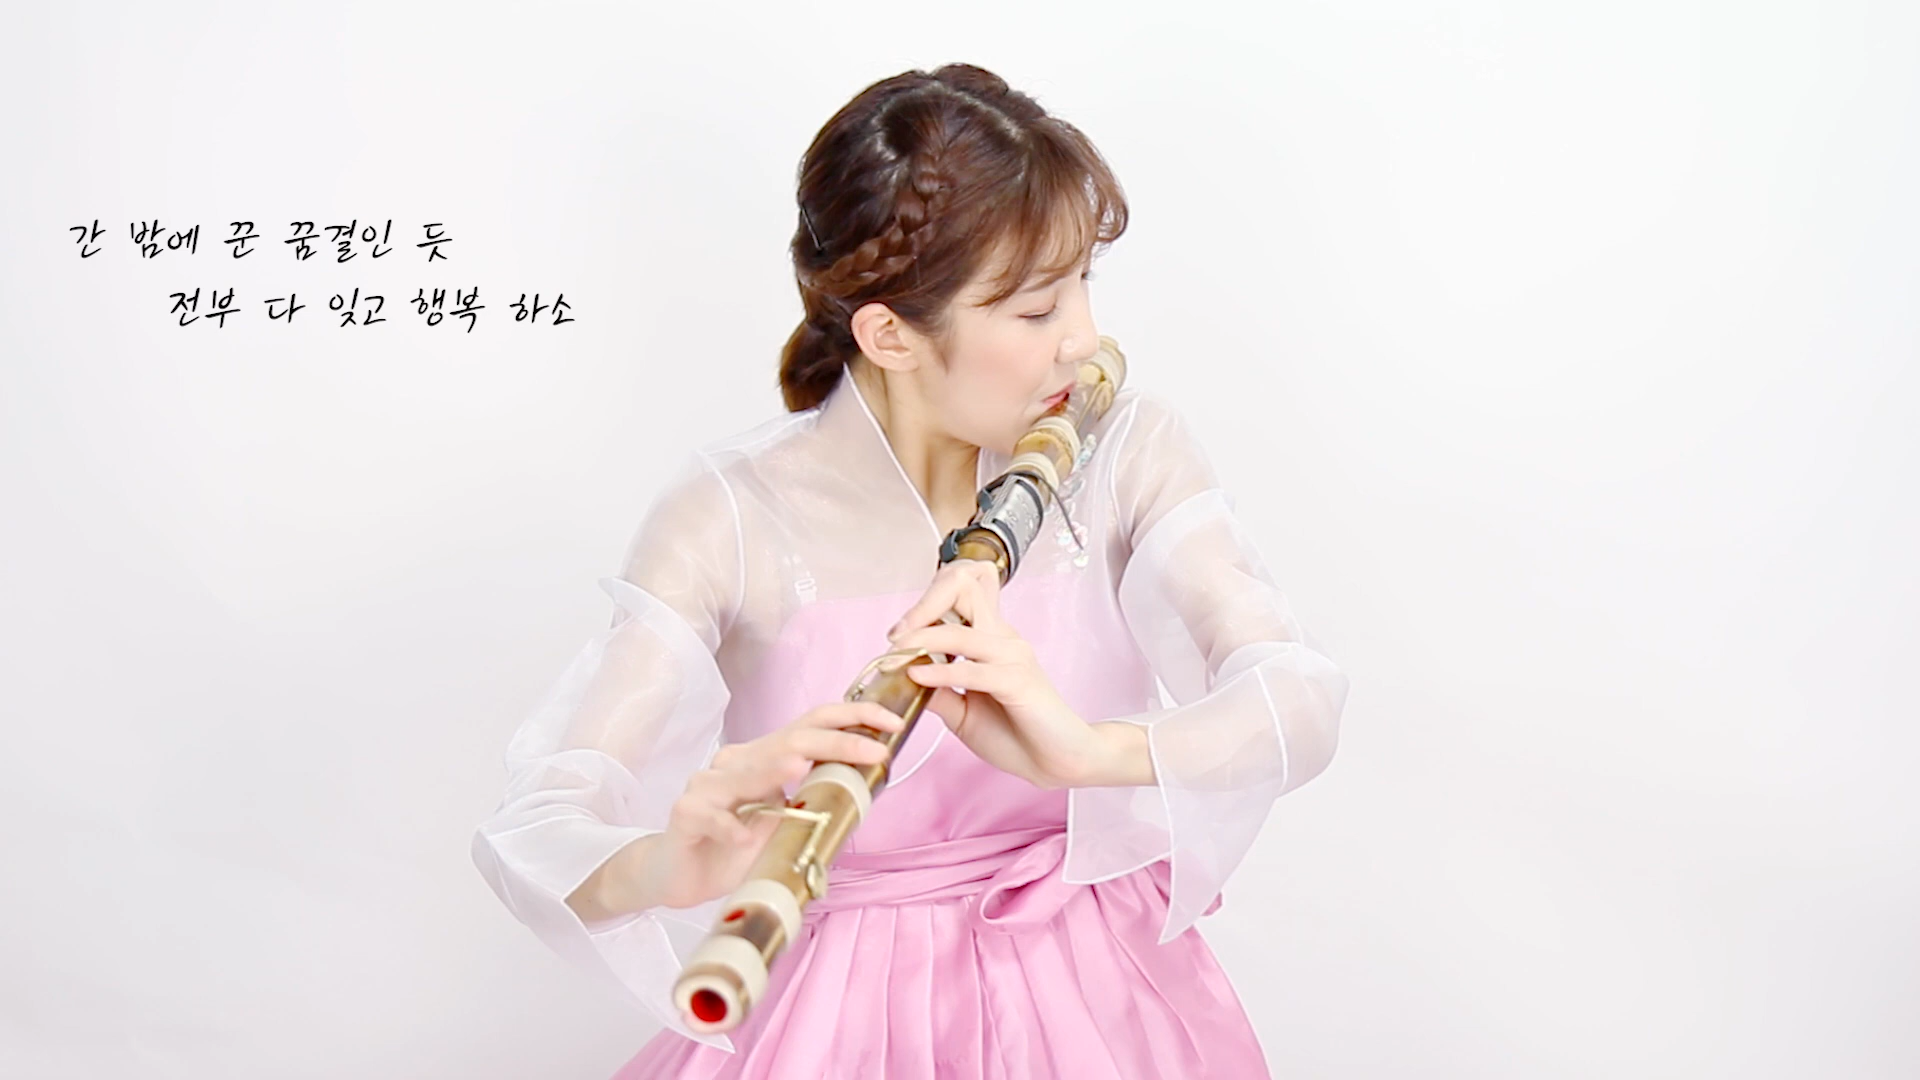 간 밤에 꾼 꿈결인 듯
전부 다 잊고 행복 하소